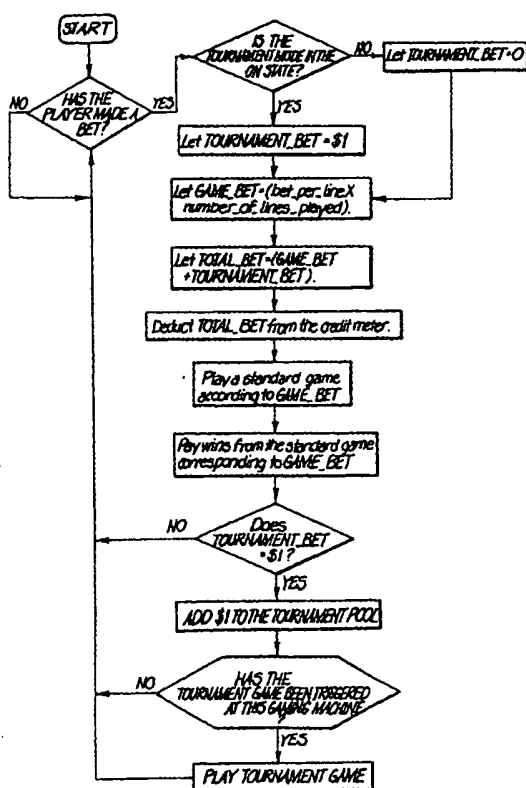 START
IS THE
TOURNAMENT MODE IN THE
ON STATE?
NO
Let TOURNAMENT_BET=0
NO
HAS THE
PLAYER MADE A
BET?
YES
YES
Let TOURNAMENT_BET = $1
Let GAME_BET=(bet_per_line X
number_of_lines_played).
Let TOTAL_BET=(GAME_BET
+TOURNAMENT_BET).
Deduct TOTAL_BET from the credit meter.
Play a standard game
according to GAME_BET
Pay wins from the standard game
corresponding to GAME_BET
NO
Does
TOURNAMENT_BET
= $1 ?
YES
ADD $1 TO THE TOURNAMENT POOL
NO
HAS THE
TOURNAMENT GAME BEEN TRIGGERED
AT THIS GAMING MACHINE
?
YES
PLAY TOURNAMENT GAME